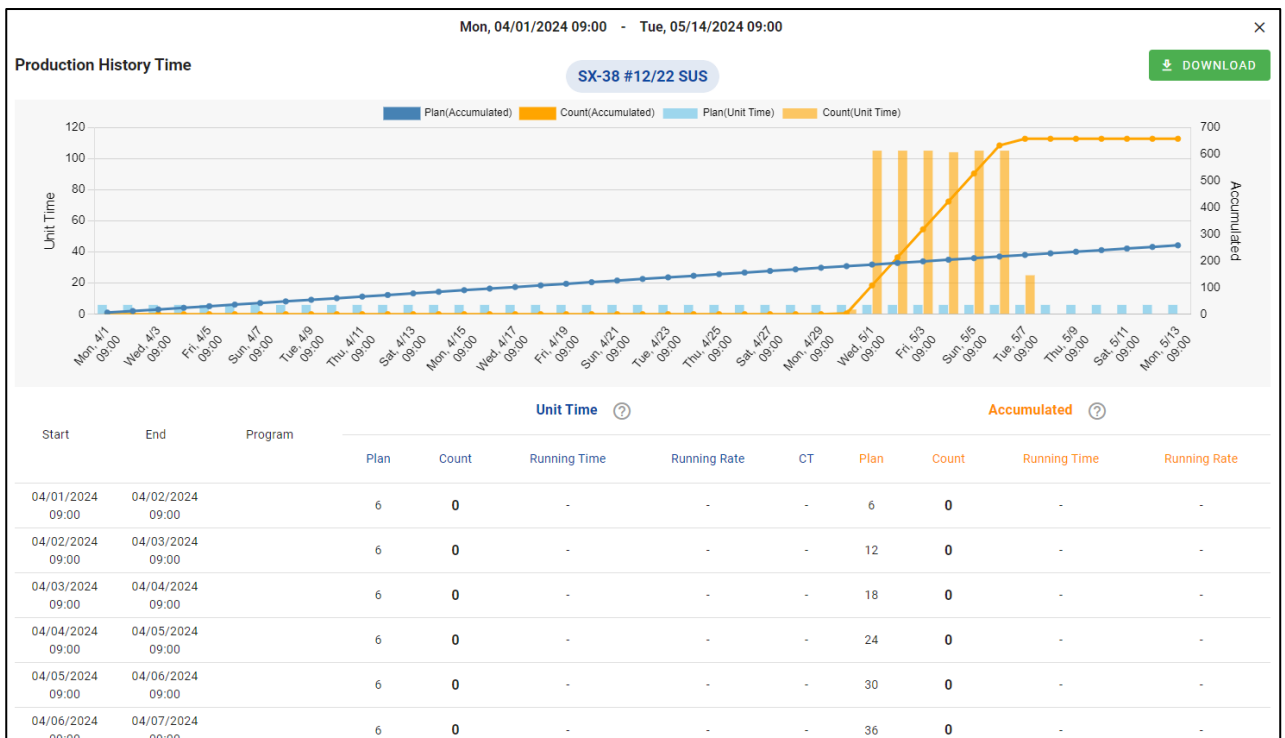 Mon, 04/01/2024 09:00 - Tue, 05/14/2024 09:00
Production History Time
SX-38 #12/22 SUS
DOWNLOAD
Plan(Accumulated) Count(Accumulated) Plan(Unit Time) Count(Unit Time)
Unit Time
120
100
80
60
40
20
0
700
600
500
400
300
200
100
0
Accumulated
Mon, 4/1 09:00
Wed, 4/3 09:00
Fri, 4/5 09:00
Sun, 4/7 09:00
Tue, 4/9 09:00
Thu, 4/11 09:00
Sat, 4/13 09:00
Mon, 4/15 09:00
Wed, 4/17 09:00
Fri, 4/19 09:00
Sun, 4/21 09:00
Tue, 4/23 09:00
Thu, 4/25 09:00
Sat, 4/27 09:00
Mon, 4/29 09:00
Wed, 5/1 09:00
Fri, 5/3 09:00
Sun, 5/5 09:00
Tue, 5/7 09:00
Thu, 5/9 09:00
Sat, 5/11 09:00
Mon, 5/13 09:00
Start End Program Unit Time ? Accumulated ?
Plan Count Running Time Running Rate CT Plan Count Running Time Running Rate
04/01/2024 09:00 04/02/2024 09:00 6 0 - - - 6 0 - -
04/02/2024 09:00 04/03/2024 09:00 6 0 - - - 12 0 - -
04/03/2024 09:00 04/04/2024 09:00 6 0 - - - 18 0 - -
04/04/2024 09:00 04/05/2024 09:00 6 0 - - - 24 0 - -
04/05/2024 09:00 04/06/2024 09:00 6 0 - - - 30 0 - -
04/06/2024 04/07/2024 6 0 - - - 36 0 - -